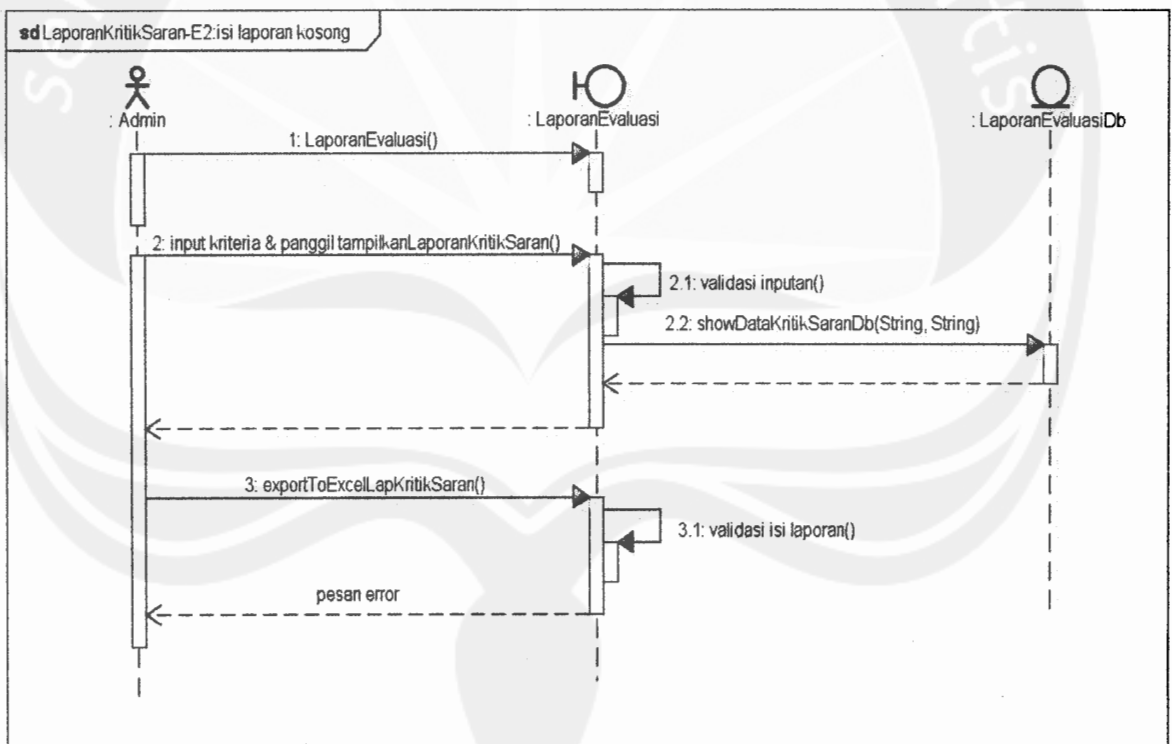 sd LaporanKritikSaran-E2:isi laporan kosong
: Admin
: LaporanEvaluasi
: LaporanEvaluasiDb
1: LaporanEvaluasi()
2: input kriteria & panggil tampilkanLaporanKritikSaran()
2.1: validasi inputan()
2.2: showDataKritikSaranDb(String, String)
3: exportToExcelLapKritikSaran()
3.1: validasi isi laporan()
pesan error